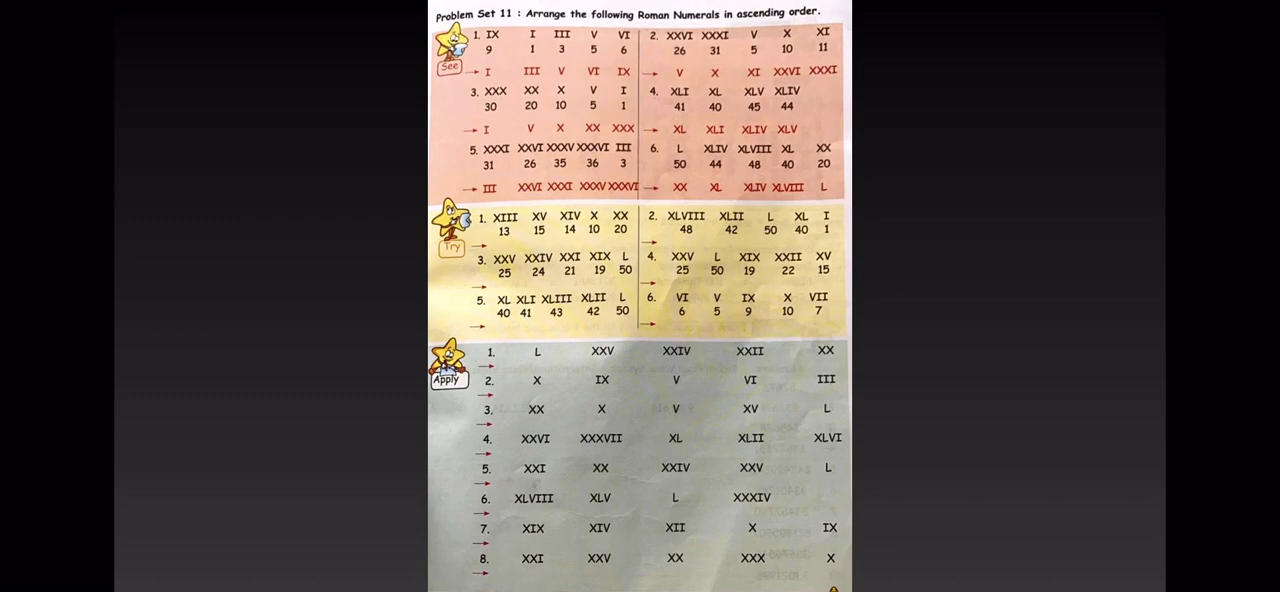 Problem Set 11 : Arrange the following Roman Numerals in ascending order.
See
1. IX I III V VI
9 1 3 5 6
→ I III V VI IX
2. XXVI XXXI V X XI
26 31 5 10 11
→ V X XI XXVI XXXI
3. XXX XX X V I
30 20 10 5 1
→ I V X XX XXX
4. XLI XL XLV XLIV
41 40 45 44
→ XL XLI XLIV XLV
5. XXXI XXVI XXXV XXXVI III
31 26 35 36 3
→ III XXVI XXXI XXXV XXXVI
6. L XLIV XLVIII XL XX
50 44 48 40 20
→ XX XL XLIV XLVIII L
Try
1. XIII XV XIV X XX
13 15 14 10 20
→
2. XLVIII XLII L XL I
48 42 50 40 1
→
3. XXV XXIV XXI XIX L
25 24 21 19 50
→
4. XXV L XIX XXII XV
25 50 19 22 15
→
5. XL XLI XLIII XLII L
40 41 43 42 50
→
6. VI V IX X VII
6 5 9 10 7
→
Apply
1. L XXV XXIV XXII XX
→
2. X IX V VI III
→
3. XX X V XV L
→
4. XXVI XXXVII XL XLII XLVI
→
5. XXI XX XXIV XXV L
→
6. XLVIII XLV L XXXIV
→
7. XIX XIV XII X IX
→
8. XXI XXV XX XXX X
→